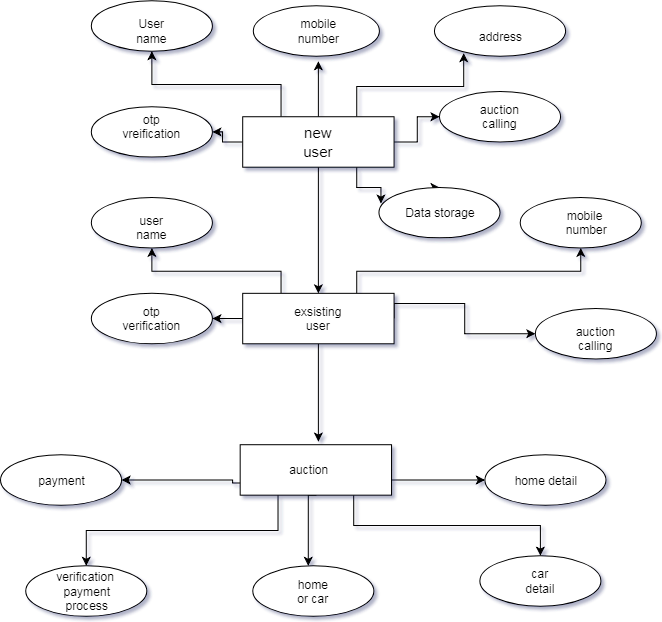 User
name
mobile
number
address
otp
vreification
new
user
auction
calling
Data storage
user
name
mobile
number
otp
verification
exsisting
user
auction
calling
payment
auction
home detail
verification
payment
process
home
or car
car
detail